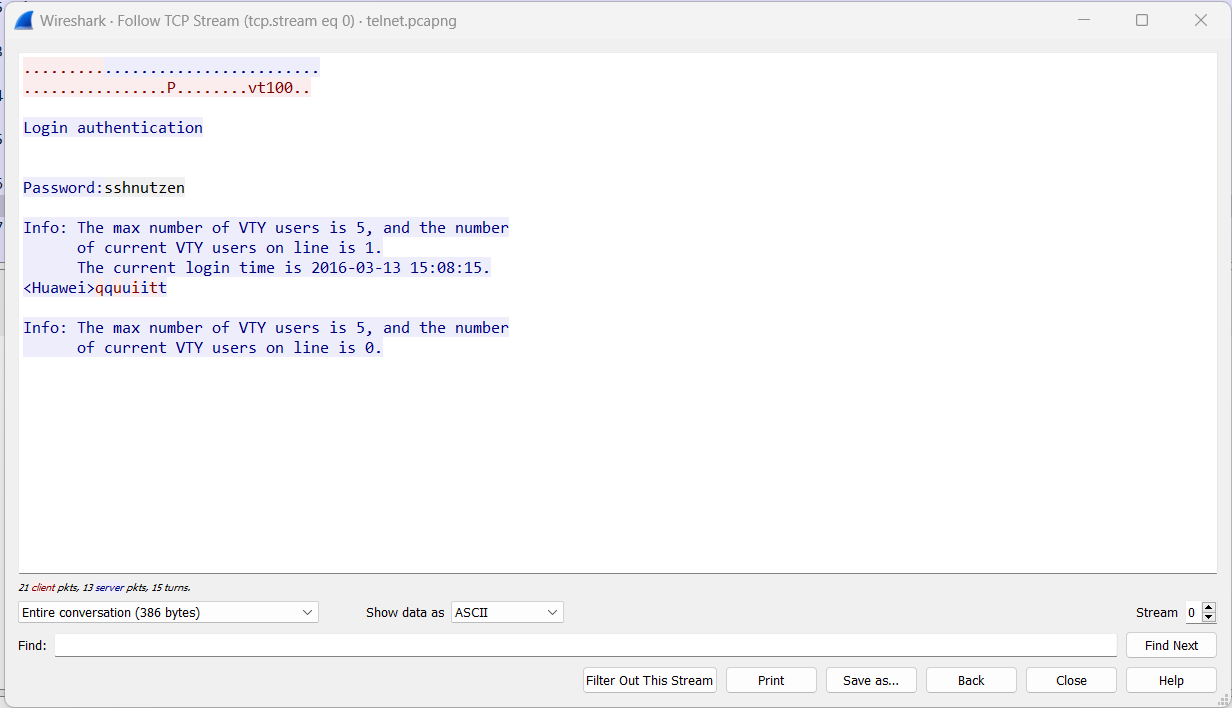 Wireshark · Follow TCP Stream (tcp.stream eq 0) · telnet.pcapng
.................................
................P........vt100..
Login authentication
Password:sshnutzen
Info: The max number of VTY users is 5, and the number
of current VTY users on line is 1.
The current login time is 2016-03-13 15:08:15.
<Huawei>qquuiitt
Info: The max number of VTY users is 5, and the number
of current VTY users on line is 0.
21 client pkts, 13 server pkts, 15 turns.
Entire conversation (386 bytes) Show data as ASCII Stream 0
Find: Find Next
Filter Out This Stream Print Save as... Back Close Help